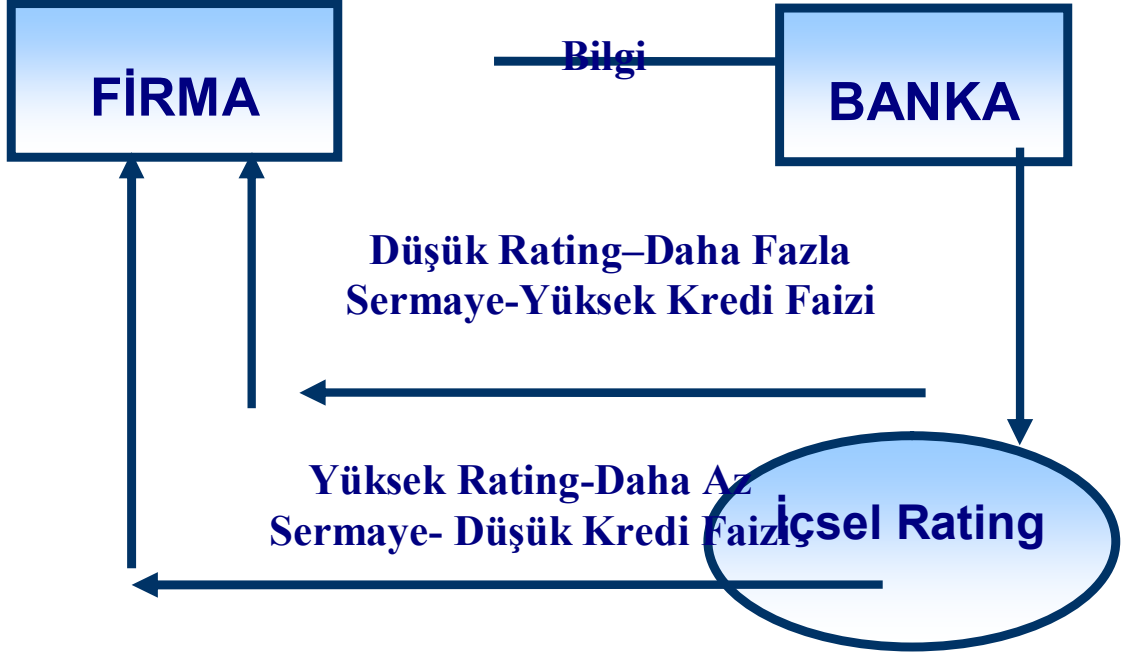 FİRMA
Bilgi
BANKA
Düşük Rating–Daha Fazla
Sermaye-Yüksek Kredi Faizi
Yüksek Rating-Daha Az
Sermaye- Düşük Kredi Faizi
İçsel Rating